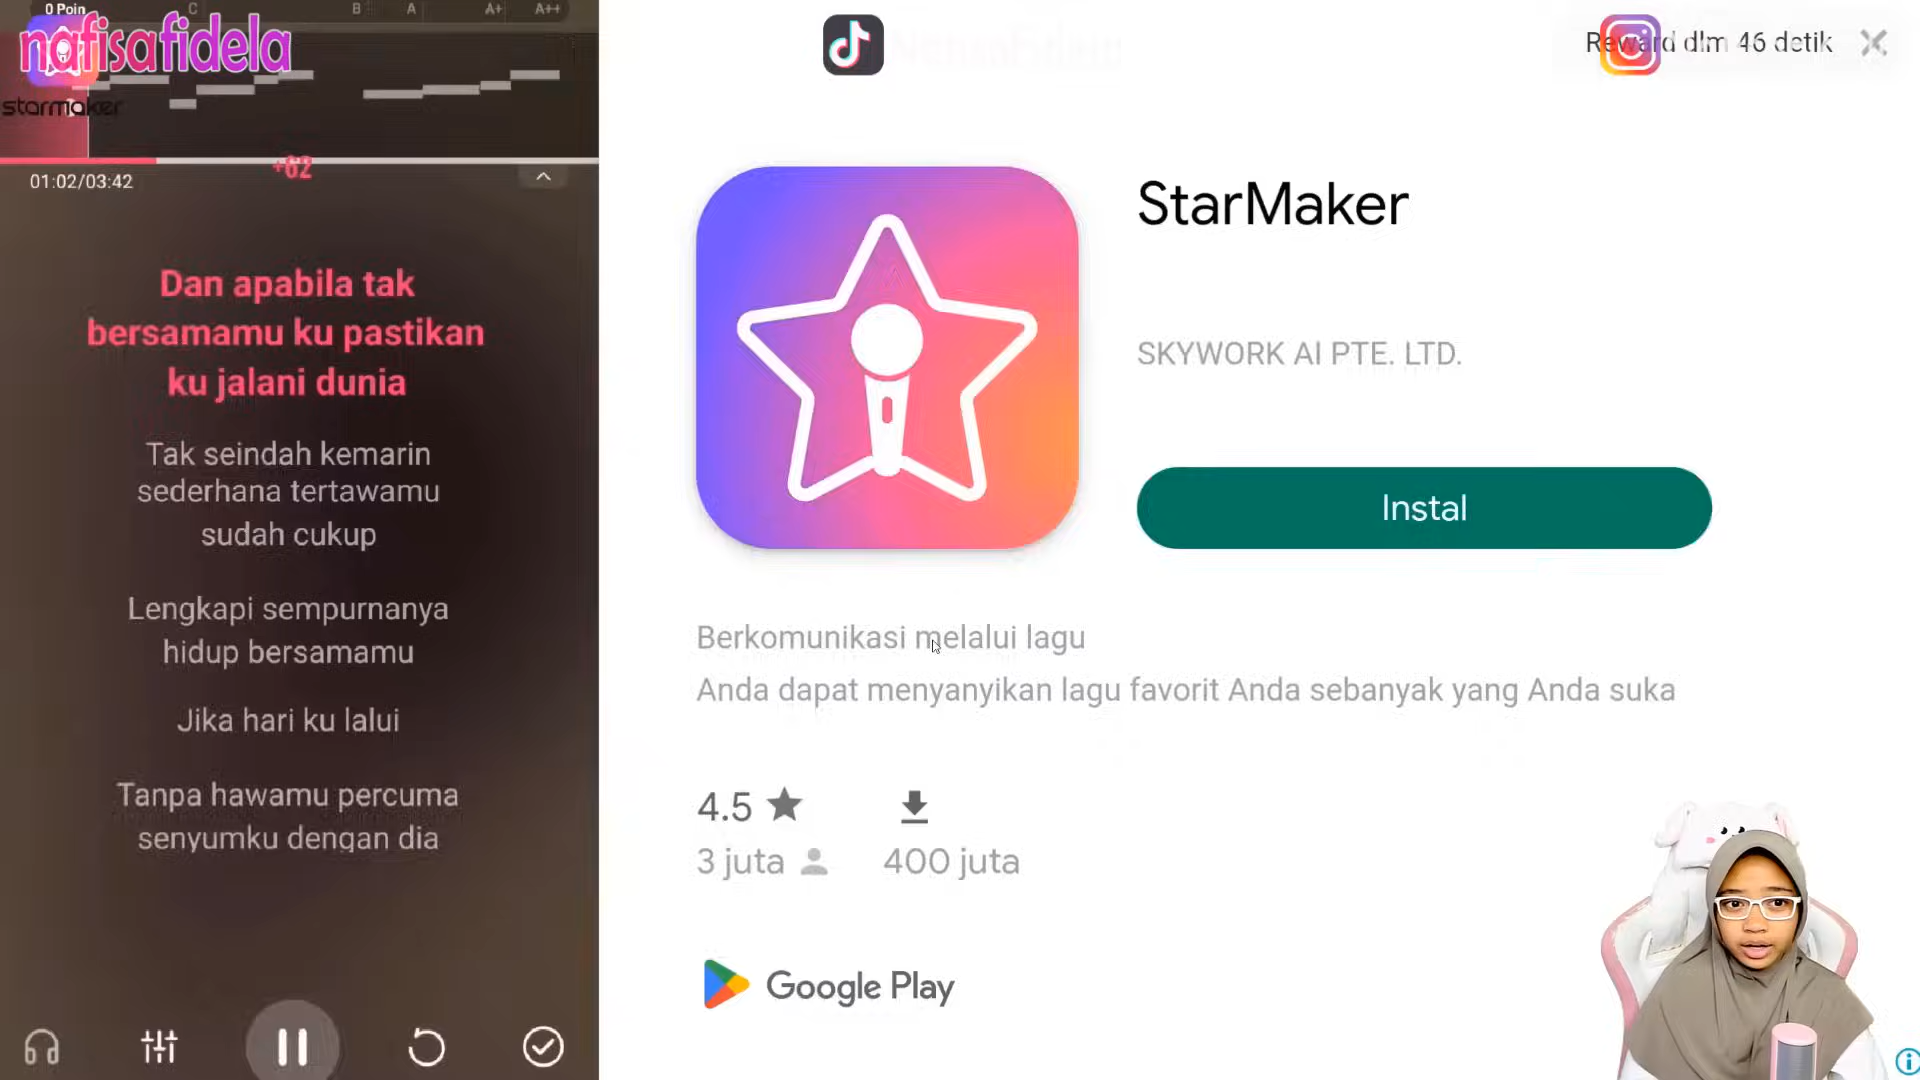 0 Poin
C
B
A
A+
A++
nafisafidela
starmaker
+62
01:02/03:42
Dan apabila tak
bersamamu ku pastikan
ku jalani dunia
Tak seindah kemarin
sederhana tertawamu
sudah cukup
Lengkapi sempurnanya
hidup bersamamu
Jika hari ku lalui
Tanpa hawamu percuma
senyumku dengan dia
Reward dlm 46 detik
StarMaker
SKYWORK AI PTE. LTD.
Instal
Berkomunikasi melalui lagu
Anda dapat menyanyikan lagu favorit Anda sebanyak yang Anda suka
4.5
3 juta
400 juta
Google Play